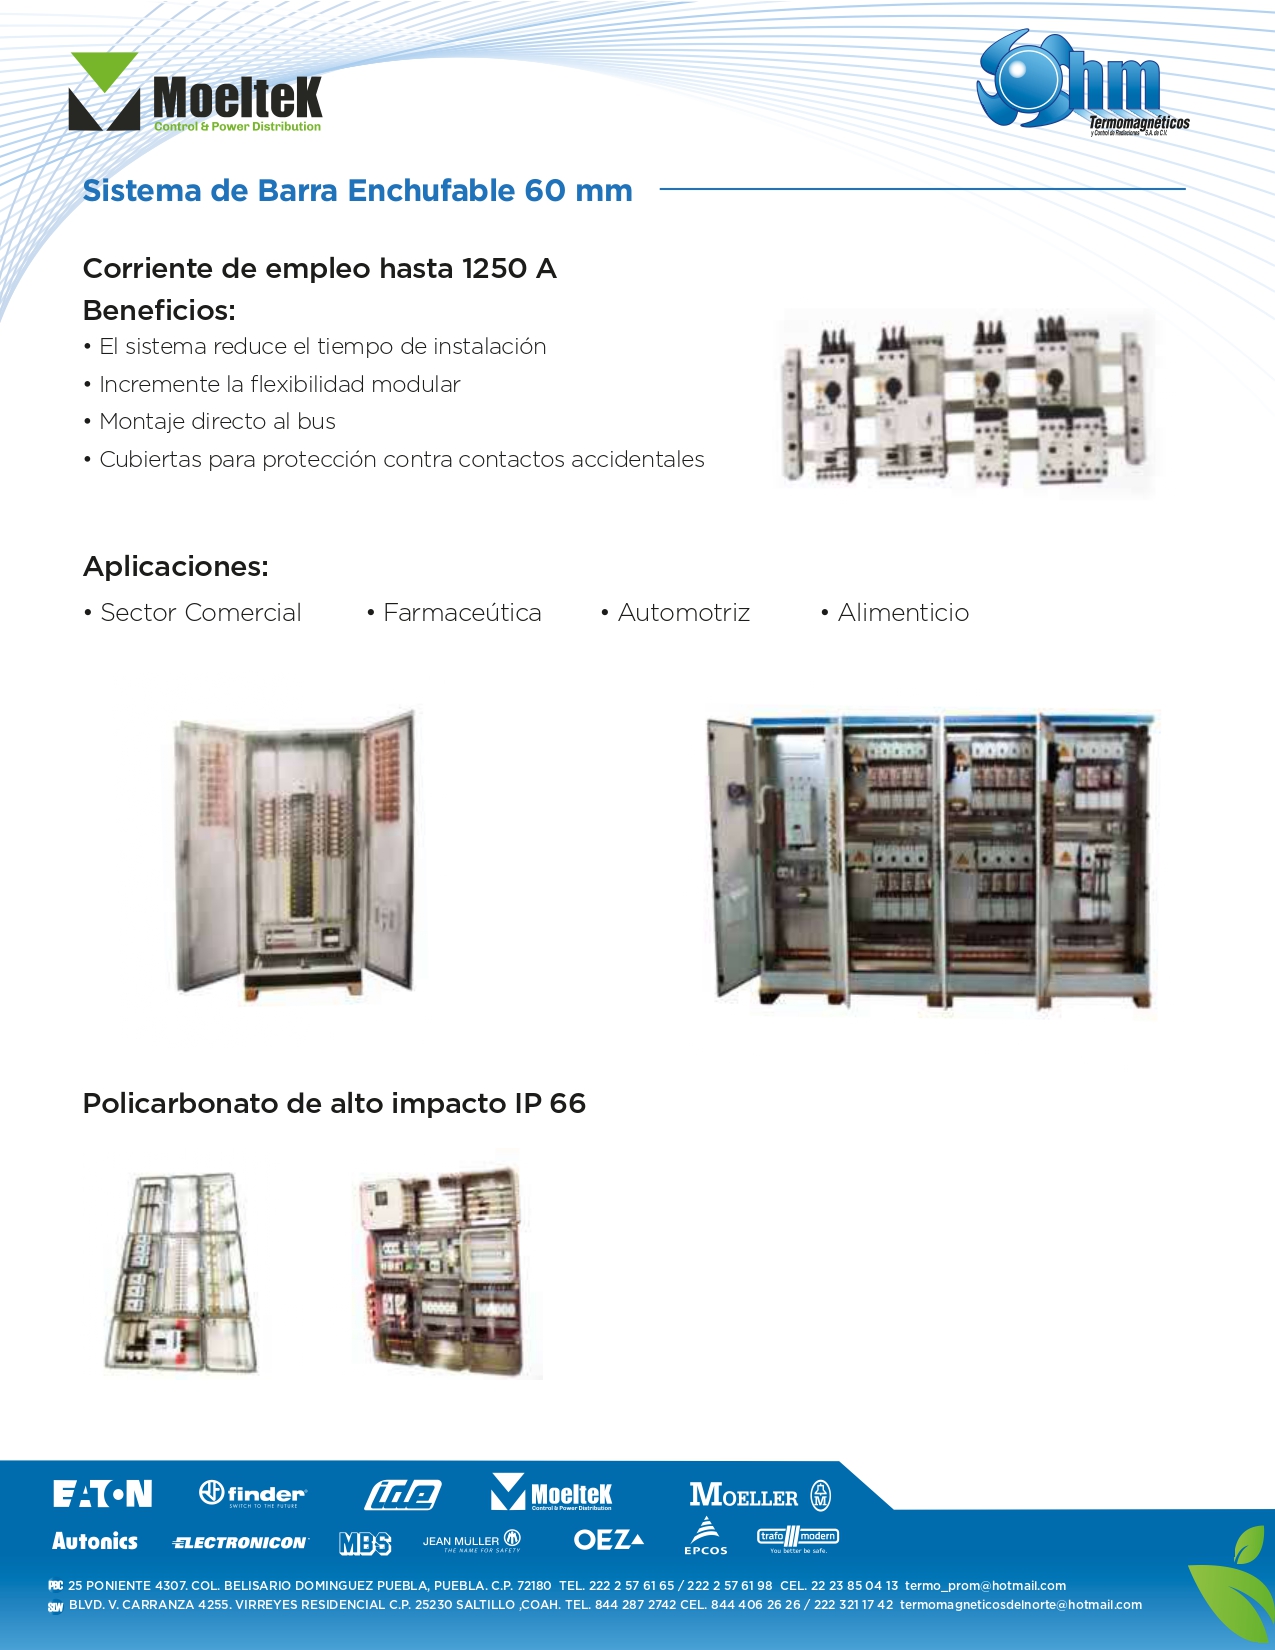 MoelteK
Control & Power Distribution
Ohm
Termomagnéticos
y Control de Radiaciones S.A. de C.V.
Sistema de Barra Enchufable 60 mm
Corriente de empleo hasta 1250 A
Beneficios:
• El sistema reduce el tiempo de instalación
• Incremente la flexibilidad modular
• Montaje directo al bus
• Cubiertas para protección contra contactos accidentales
Aplicaciones:
• Sector Comercial • Farmaceútica • Automotriz • Alimenticio
Policarbonato de alto impacto IP 66
EATON finder ide MoelteK MOELLER M
SWITCH TO THE FUTURE Control & Power Distribution
Autonics ELECTRONICON MBS JEAN MULLER OEZ EPCOS trafo modern
THE NAME FOR SAFETY You better be safe.
PBC 25 PONIENTE 4307. COL. BELISARIO DOMINGUEZ PUEBLA, PUEBLA. C.P. 72180 TEL. 222 2 57 61 65 / 222 2 57 61 98 CEL. 22 23 85 04 13 termo_prom@hotmail.com
BLVD. V. CARRANZA 4255. VIRREYES RESIDENCIAL C.P. 25230 SALTILLO ,COAH. TEL. 844 287 2742 CEL. 844 406 26 26 / 222 321 17 42 termomagneticosdelnorte@hotmail.com